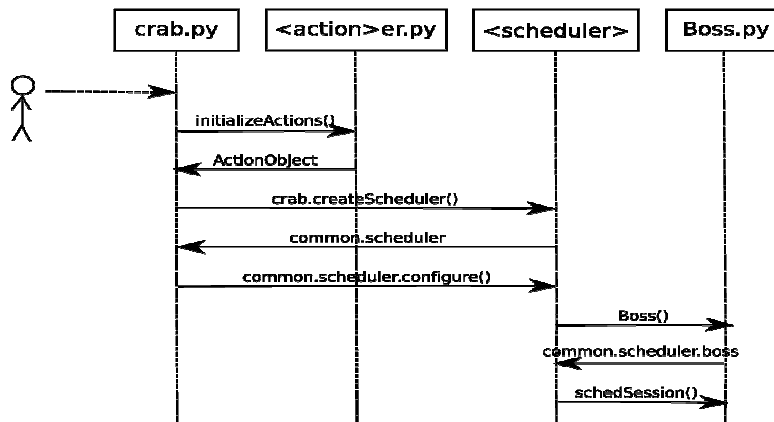 crab.py
<action>er.py
<scheduler>
Boss.py
initializeActions()
ActionObject
crab.createScheduler()
common.scheduler
common.scheduler.configure()
Boss()
common.scheduler.boss
schedSession()